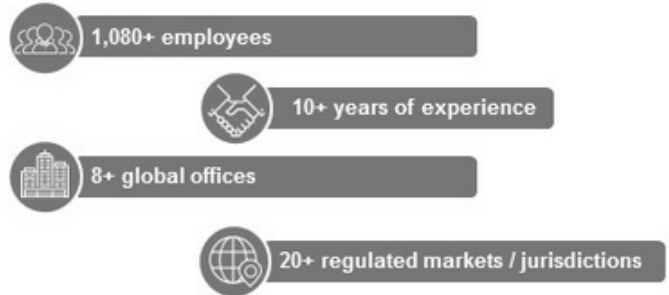 1,080+ employees
10+ years of experience
8+ global offices
20+ regulated markets / jurisdictions